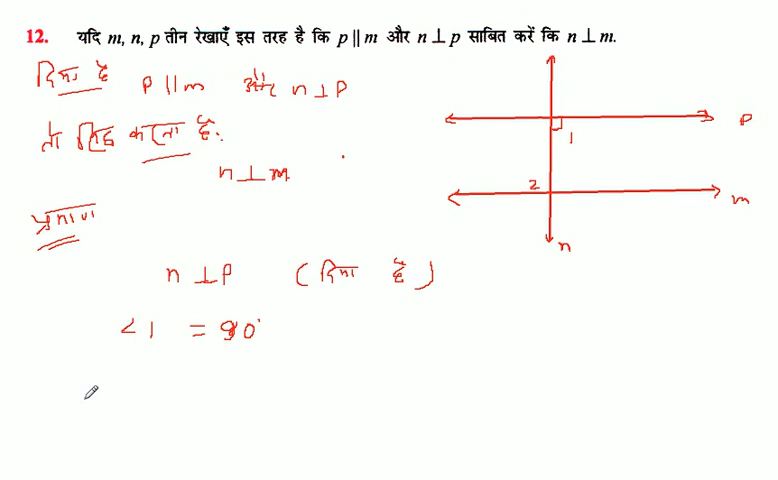 12. यदि m, n, p तीन रेखाएँ इस तरह है कि p || m और n ⊥ p साबित करें कि n ⊥ m.
दिया है p || m और n ⊥ p
तो सिद्ध करना है.
n ⊥ m
प्रमाण
n ⊥ p (दिया है)
∠1 = 90°
p
1
2
m
n